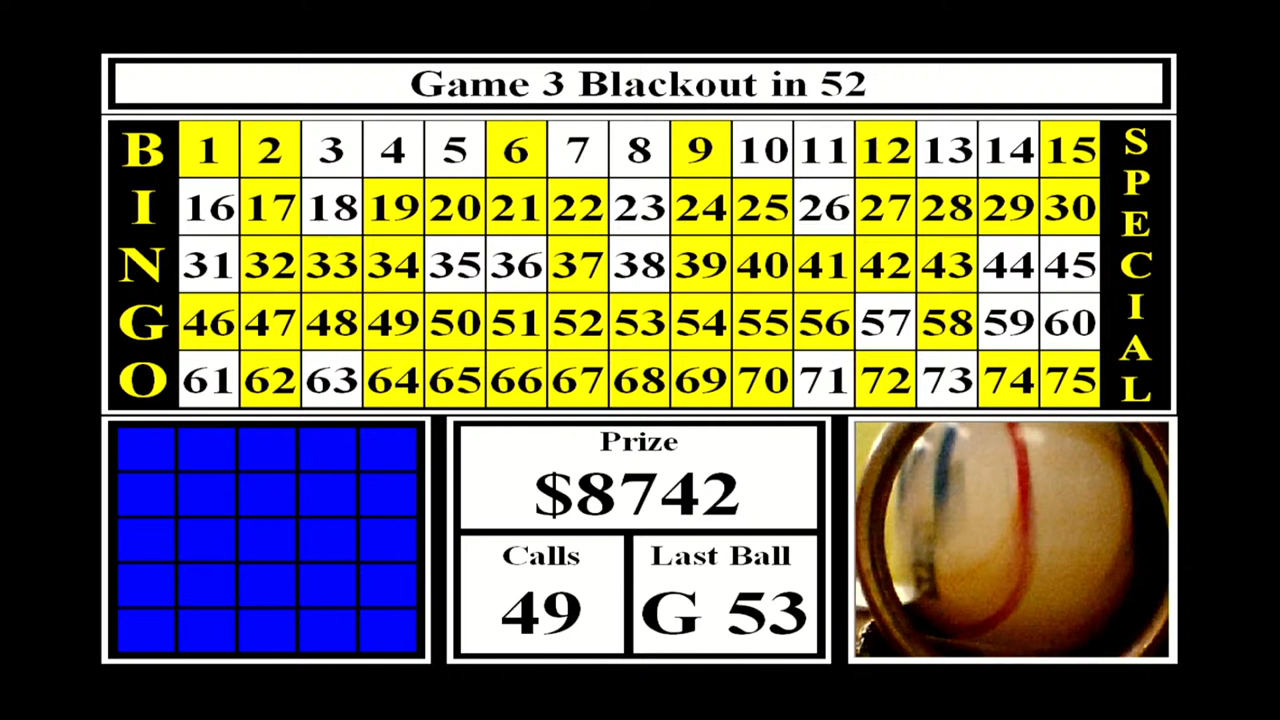 Game 3 Blackout in 52
B 1 2 3 4 5 6 7 8 9 10 11 12 13 14 15
I 16 17 18 19 20 21 22 23 24 25 26 27 28 29 30
N 31 32 33 34 35 36 37 38 39 40 41 42 43 44 45
G 46 47 48 49 50 51 52 53 54 55 56 57 58 59 60
O 61 62 63 64 65 66 67 68 69 70 71 72 73 74 75
SPECIAL
Prize
$8742
Calls
49
Last Ball
G 53